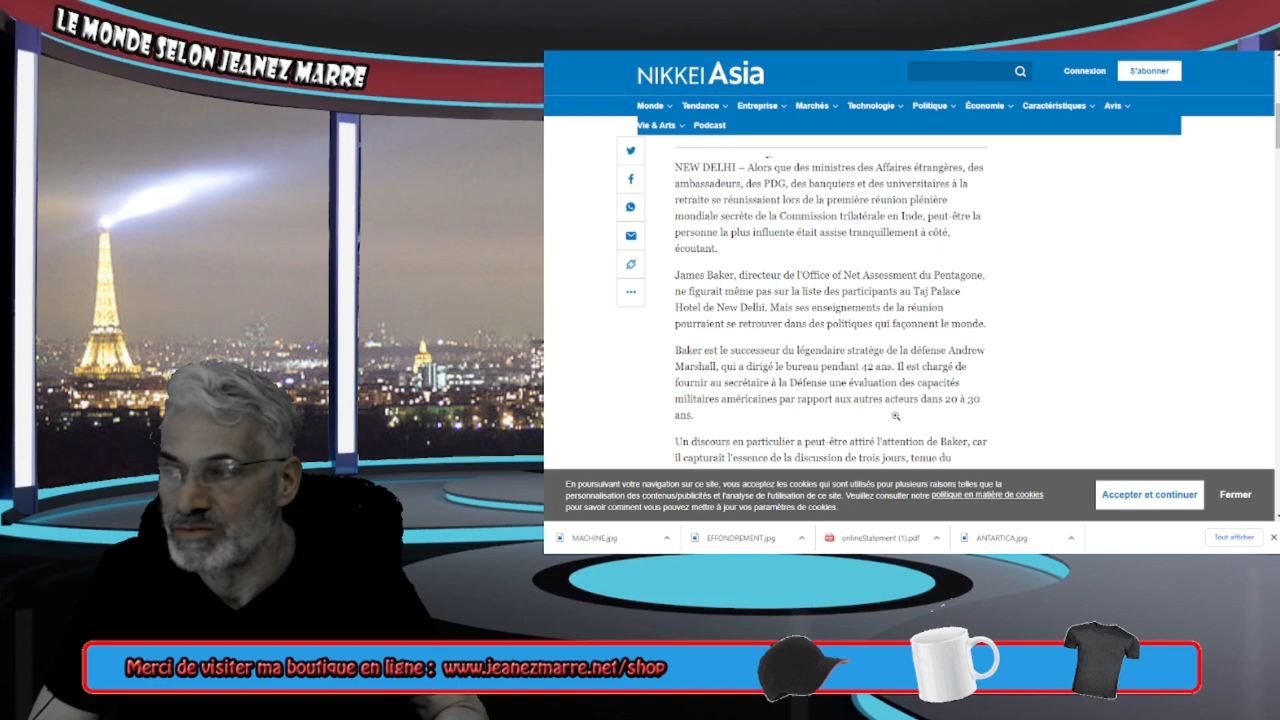 LE MONDE SELON JEANEZ MARRE
NIKKEI Asia
Connexion
S'abonner
Monde
Tendance
Entreprise
Marchés
Technologie
Politique
Économie
Caractéristiques
Avis
Vie & Arts
Podcast
NEW DELHI – Alors que des ministres des Affaires étrangères, des
ambassadeurs, des PDG, des banquiers et des universitaires à la
retraite se réunissaient lors de la première réunion plénière
mondiale secrète de la Commission trilatérale en Inde, peut-être la
personne la plus influente était assise tranquillement à côté,
écoutant.
James Baker, directeur de l'Office of Net Assessment du Pentagone,
ne figurait même pas sur la liste des participants au Taj Palace
Hotel de New Delhi. Mais ses enseignements de la réunion
pourraient se retrouver dans des politiques qui façonnent le monde.
Baker est le successeur du légendaire stratège de la défense Andrew
Marshall, qui a dirigé le bureau pendant 42 ans. Il est chargé de
fournir au secrétaire à la Défense une évaluation des capacités
militaires américaines par rapport aux autres acteurs dans 20 à 30
ans.
Un discours en particulier a peut-être attiré l'attention de Baker, car
il capturait l'essence de la discussion de trois jours, tenue du
En poursuivant votre navigation sur ce site, vous acceptez les cookies qui sont utilisés pour plusieurs raisons telles que la
personnalisation des contenus/publicités et l'analyse de l'utilisation de ce site. Veuillez consulter notre politique en matière de cookies
pour savoir comment vous pouvez mettre à jour vos paramètres de cookies.
Accepter et continuer
Fermer
MACHINE.jpg
EFFONDREMENT.jpg
onlineStatement (1).pdf
ANTARTICA.jpg
Tout afficher
Merci de visiter ma boutique en ligne : www.jeanezmarre.net/shop